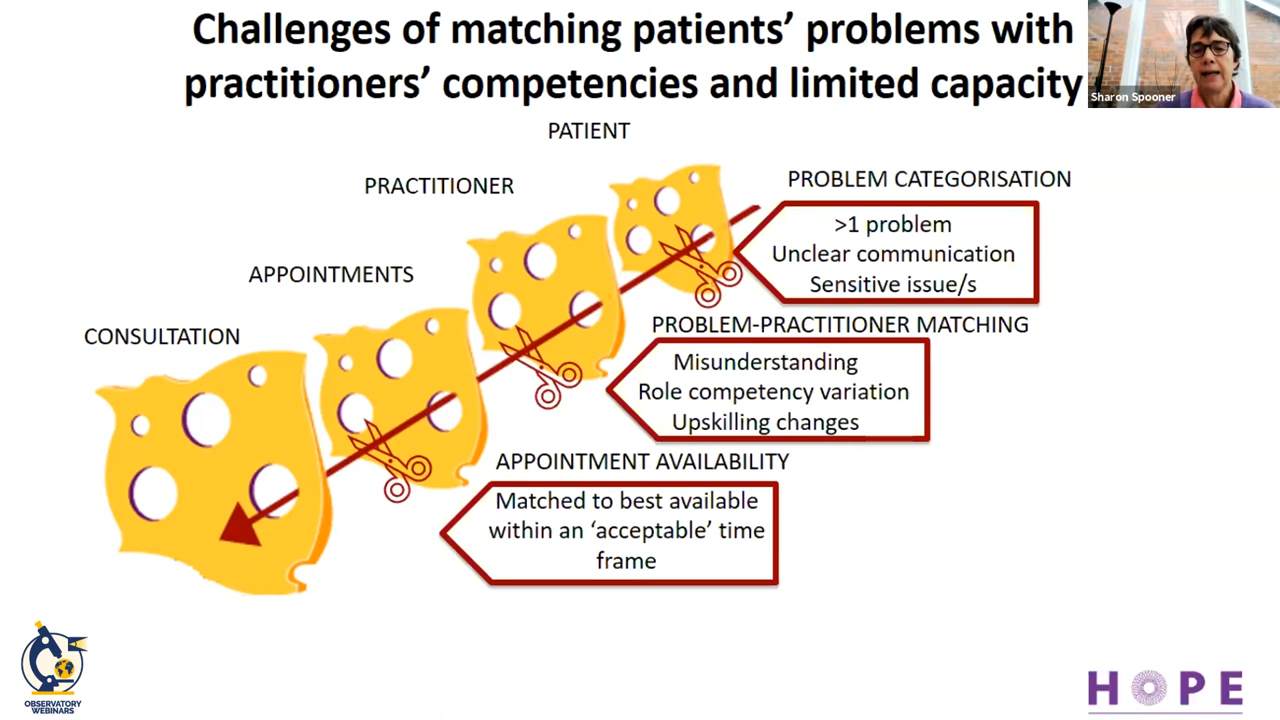 Challenges of matching patients’ problems with
practitioners’ competencies and limited capacity
Sharon Spooner
PATIENT
PRACTITIONER
PROBLEM CATEGORISATION
>1 problem
Unclear communication
Sensitive issue/s
APPOINTMENTS
PROBLEM-PRACTITIONER MATCHING
Misunderstanding
Role competency variation
Upskilling changes
CONSULTATION
APPOINTMENT AVAILABILITY
Matched to best available
within an ‘acceptable’ time
frame
OBSERVATORY
WEBINARS
HOPE